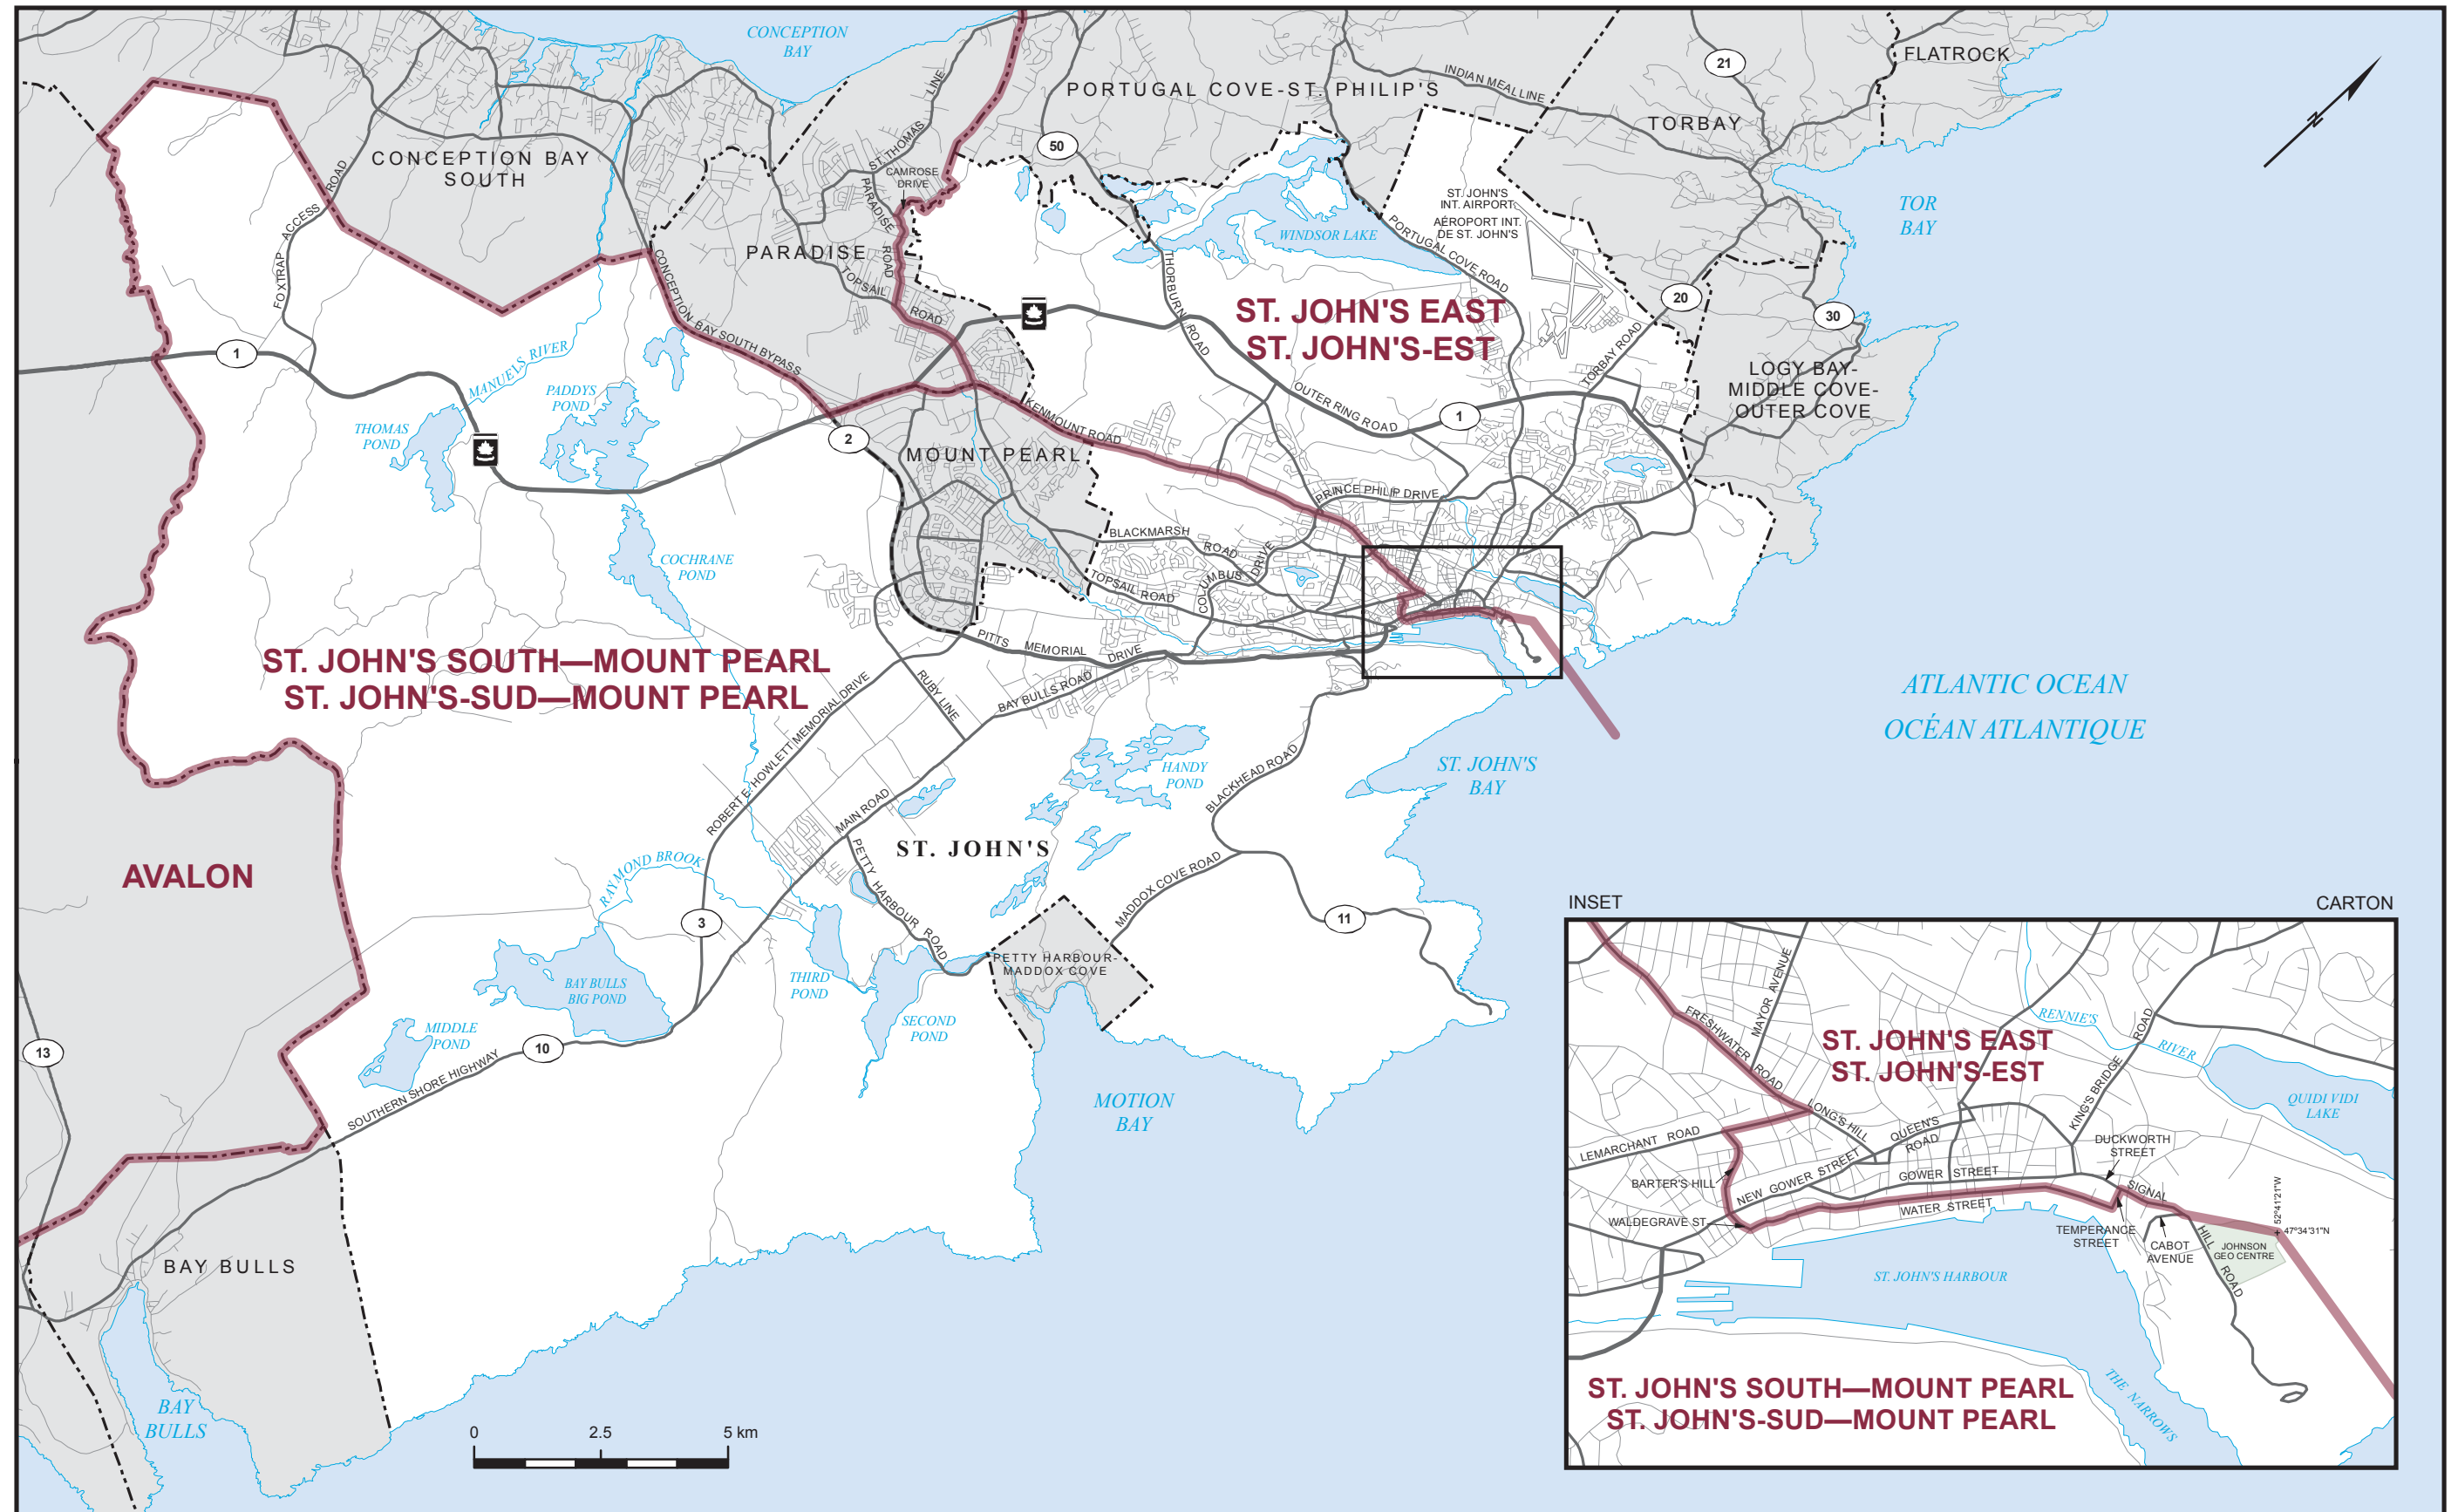 CONCEPTION
BAY
FLATROCK
21
INDIAN MEAL LINE
PORTUGAL COVE-ST. PHILIP'S
TORBAY
LINE
50
ST. THOMAS
CONCEPTION BAY
SOUTH
ROAD
CAMROSE
DRIVE
PARADISE
ROAD
ST. JOHN'S
INT. AIRPORT
AÉROPORT INT.
DE ST. JOHN'S
TOR
BAY
ACCESS
FOXTRAP
PARADISE
WINDSOR LAKE
PORTUGAL COVE ROAD
THORBURN ROAD
TOPSAIL
ROAD
CONCEPTION BAY SOUTH BYPASS
20
30
ST. JOHN'S EAST
ST. JOHN'S-EST
TORBAY ROAD
1
MANUELS RIVER
LOGY BAY-
MIDDLE COVE-
OUTER COVE
PADDYS
POND
OUTER RING ROAD
1
KENMOUNT ROAD
THOMAS
POND
2
MOUNT PEARL
PRINCE PHILIP DRIVE
BLACKMARSH
ROAD
COLUMBUS
DRIVE
COCHRANE
POND
TOPSAIL ROAD
PITTS MEMORIAL DRIVE
ST. JOHN'S SOUTH—MOUNT PEARL
ST. JOHN'S-SUD—MOUNT PEARL
RUBY LINE
BAY BULLS ROAD
ROBERT E. HOWLETT MEMORIAL DRIVE
ATLANTIC OCEAN
OCÉAN ATLANTIQUE
HANDY
POND
BLACKHEAD ROAD
ST. JOHN'S
BAY
MAIN ROAD
ST. JOHN'S
RAYMOND BROOK
PETTY HARBOUR ROAD
MADDOX COVE ROAD
AVALON
3
11
PETTY HARBOUR-
MADDOX COVE
BAY BULLS
BIG POND
THIRD
POND
SECOND
POND
MIDDLE
POND
13
10
SOUTHERN SHORE HIGHWAY
MOTION
BAY
BAY BULLS
BAY
BULLS
0 2.5 5 km
INSET CARTON
MAYOR AVENUE
FRESHWATER
ROAD
ST. JOHN'S EAST
ST. JOHN'S-EST
RENNIE'S
RIVER
KING'S BRIDGE
ROAD
QUIDI VIDI
LAKE
LONG'S HILL
QUEEN'S
ROAD
LEMARCHANT ROAD
DUCKWORTH
STREET
BARTER'S HILL
NEW GOWER STREET
GOWER STREET
WATER STREET
SIGNAL
HILL
ROAD
WALDEGRAVE ST.
TEMPERANCE
STREET
CABOT
AVENUE
JOHNSON
GEO CENTRE
52°41'21"W
47°34'31"N
ST. JOHN'S HARBOUR
THE NARROWS
ST. JOHN'S SOUTH—MOUNT PEARL
ST. JOHN'S-SUD—MOUNT PEARL
N